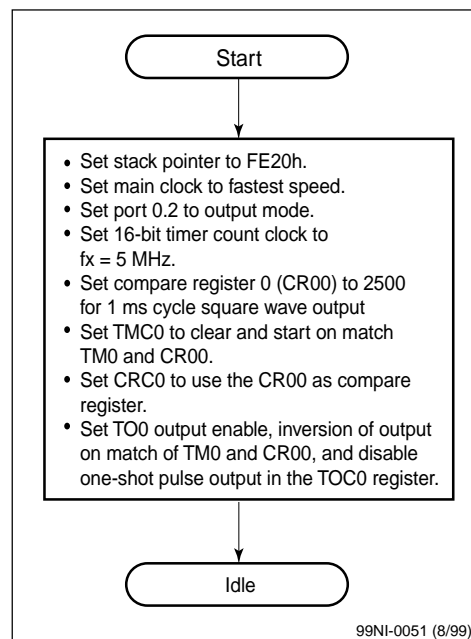 Start
• Set stack pointer to FE20h.
• Set main clock to fastest speed.
• Set port 0.2 to output mode.
• Set 16-bit timer count clock to
fx = 5 MHz.
• Set compare register 0 (CR00) to 2500
for 1 ms cycle square wave output
• Set TMC0 to clear and start on match
TM0 and CR00.
• Set CRC0 to use the CR00 as compare
register.
• Set TO0 output enable, inversion of output
on match of TM0 and CR00, and disable
one-shot pulse output in the TOC0 register.
Idle
99NI-0051 (8/99)